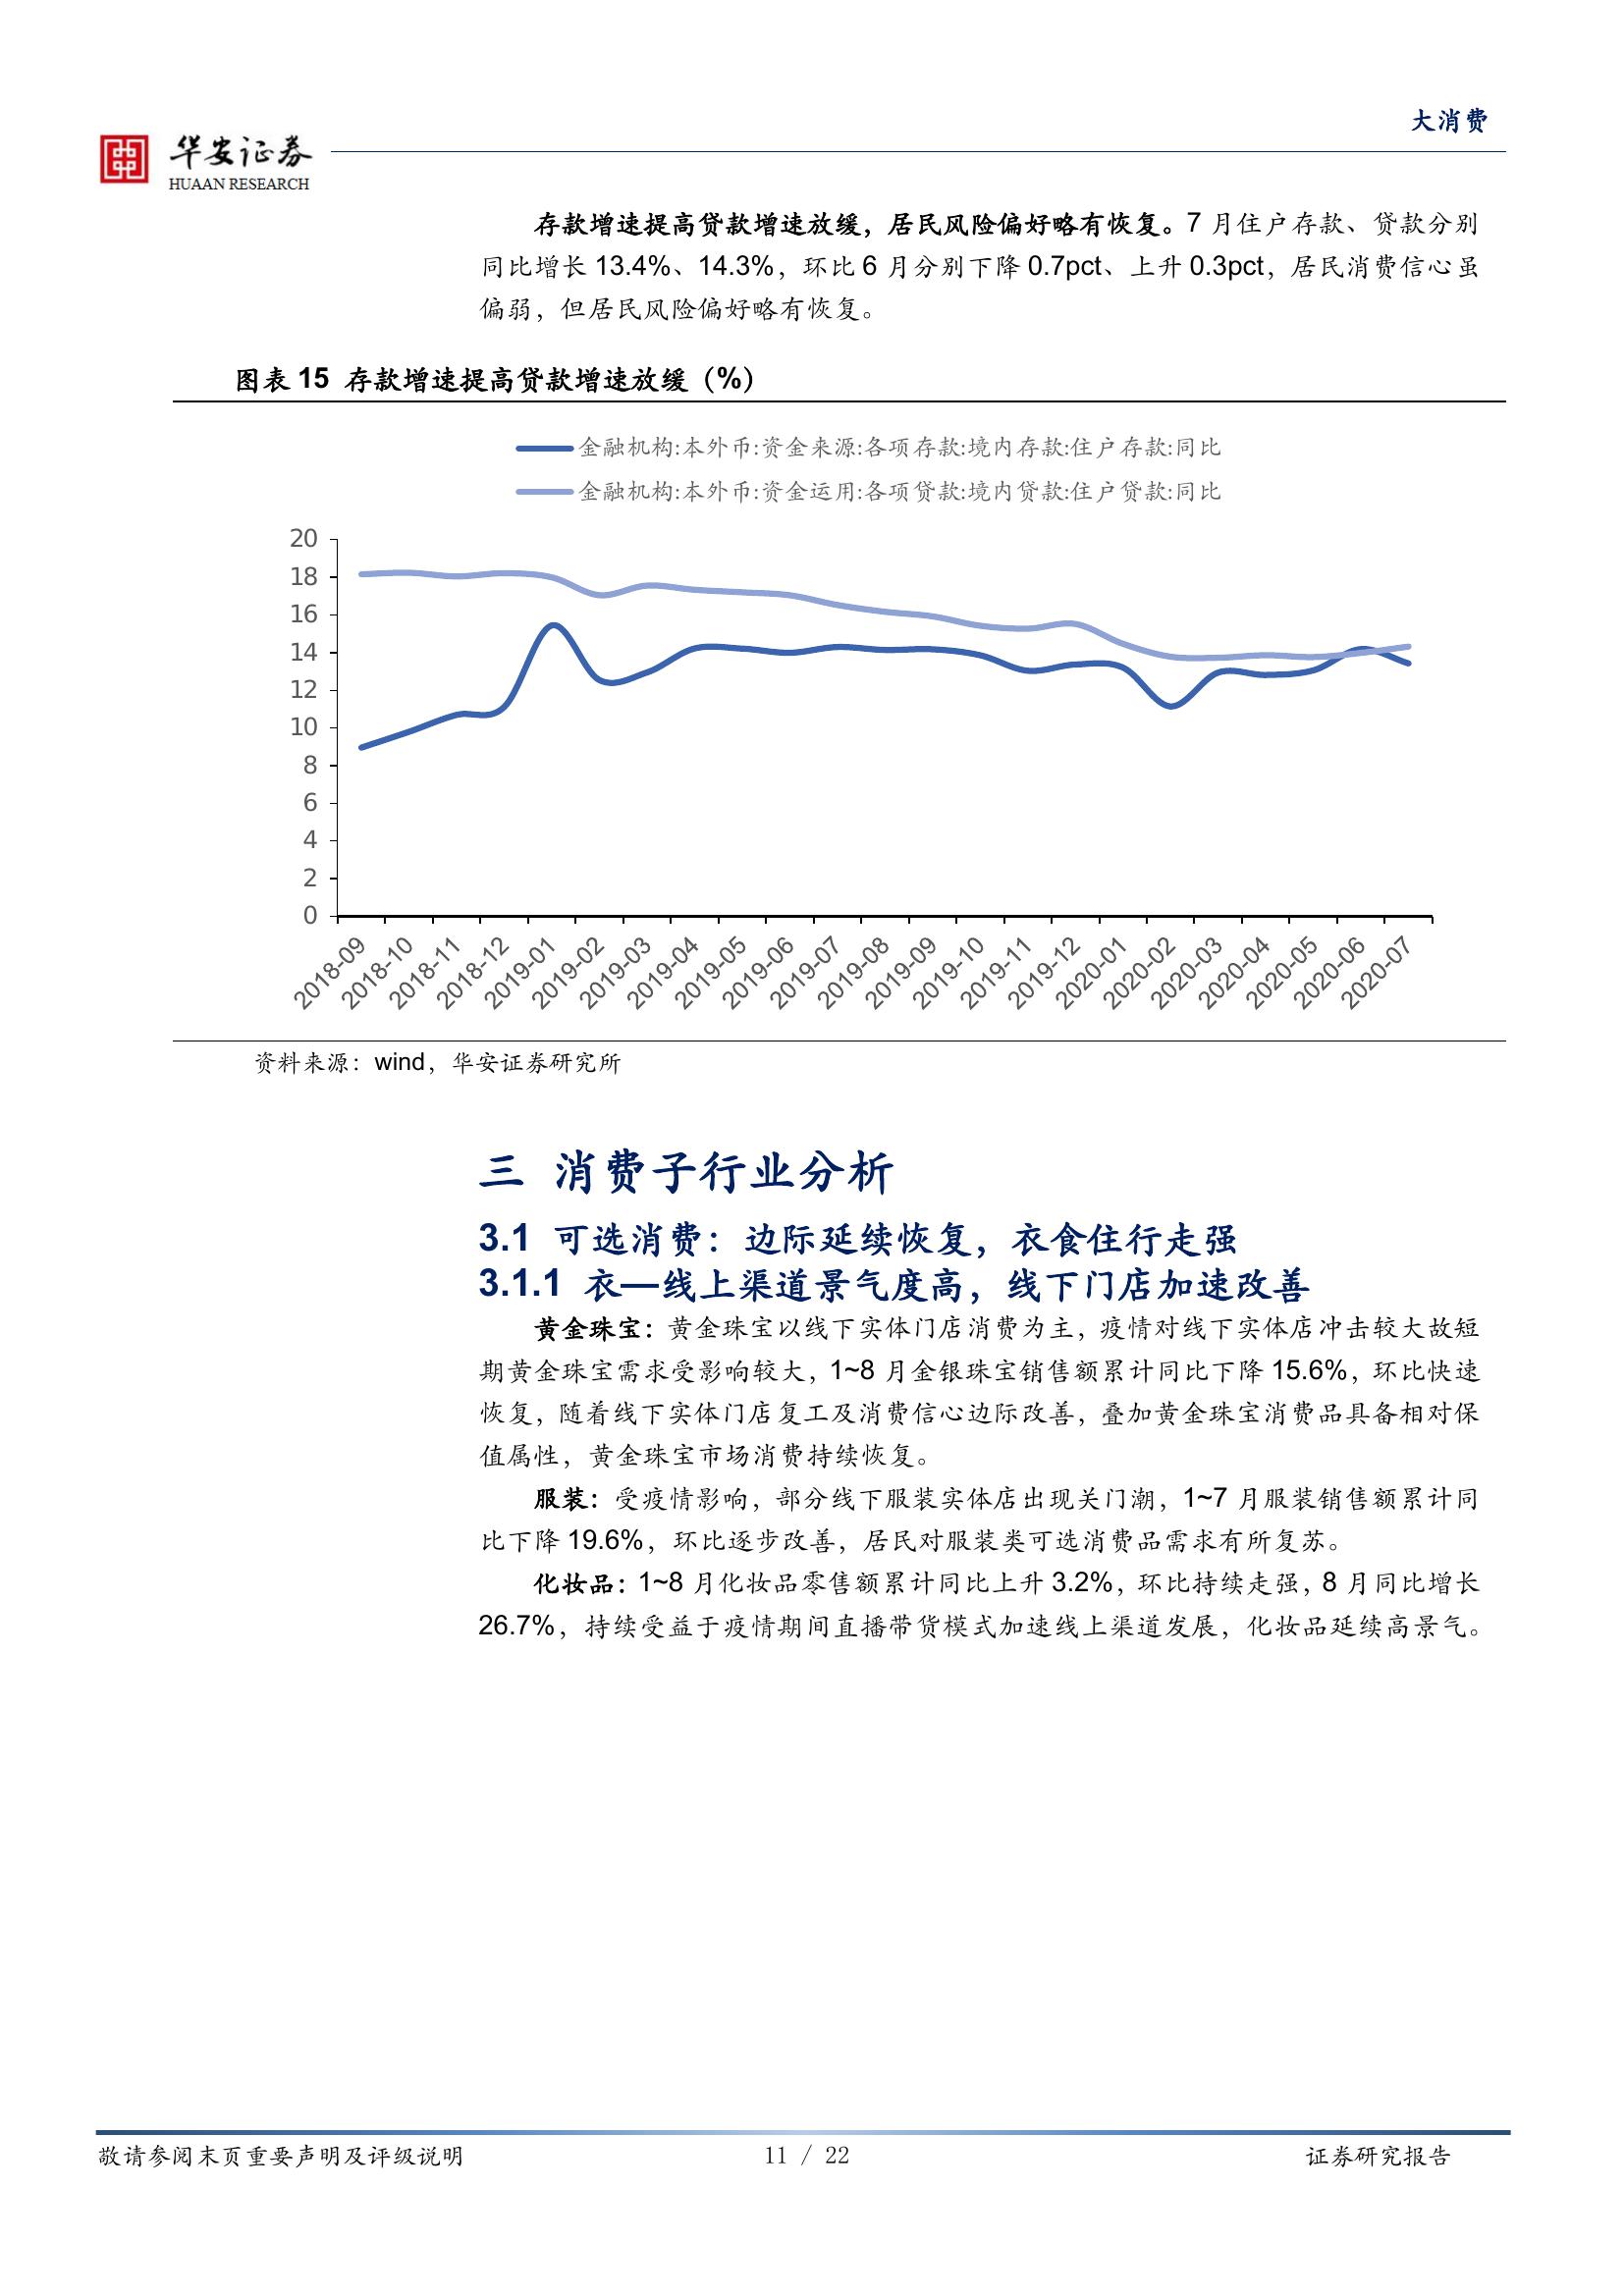 大消费
华安证券
HUAAN RESEARCH
存款增速提高贷款增速放缓，居民风险偏好略有恢复。7 月住户存款、贷款分别
同比增长 13.4%、14.3%，环比 6 月分别下降 0.7pct、上升 0.3pct，居民消费信心虽
偏弱，但居民风险偏好略有恢复。
图表 15 存款增速提高贷款增速放缓（%）
金融机构:本外币:资金来源:各项存款:境内存款:住户存款:同比
金融机构:本外币:资金运用:各项贷款:境内贷款:住户贷款:同比
20
18
16
14
12
10
8
6
4
2
0
2018-09
2018-10
2018-11
2018-12
2019-01
2019-02
2019-03
2019-04
2019-05
2019-06
2019-07
2019-08
2019-09
2019-10
2019-11
2019-12
2020-01
2020-02
2020-03
2020-04
2020-05
2020-06
2020-07
资料来源：wind，华安证券研究所
三 消费子行业分析
3.1 可选消费：边际延续恢复，衣食住行走强
3.1.1 衣—线上渠道景气度高，线下门店加速改善
黄金珠宝：黄金珠宝以线下实体门店消费为主，疫情对线下实体店冲击较大故短
期黄金珠宝需求受影响较大，1~8 月金银珠宝销售额累计同比下降 15.6%，环比快速
恢复，随着线下实体门店复工及消费信心边际改善，叠加黄金珠宝消费品具备相对保
值属性，黄金珠宝市场消费持续恢复。
服装：受疫情影响，部分线下服装实体店出现关门潮，1~7 月服装销售额累计同
比下降 19.6%，环比逐步改善，居民对服装类可选消费品需求有所复苏。
化妆品：1~8 月化妆品零售额累计同比上升 3.2%，环比持续走强，8 月同比增长
26.7%，持续受益于疫情期间直播带货模式加速线上渠道发展，化妆品延续高景气。
敬请参阅末页重要声明及评级说明
11 / 22
证券研究报告